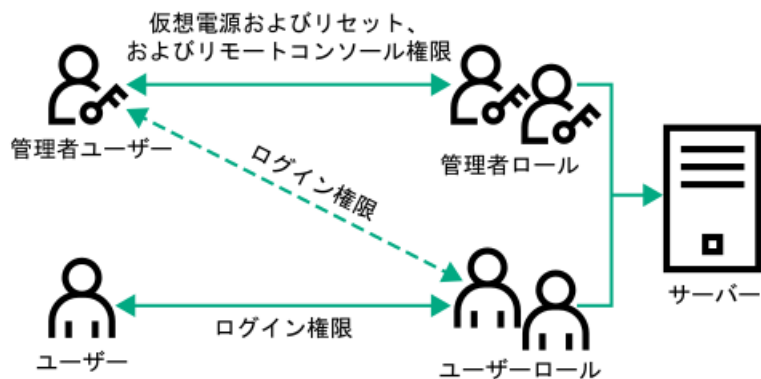 仮想電源およびリセット、
およびリモートコンソール権限
管理者ユーザー
管理者ロール
ログイン権限
サーバー
ログイン権限
ユーザー
ユーザーロール